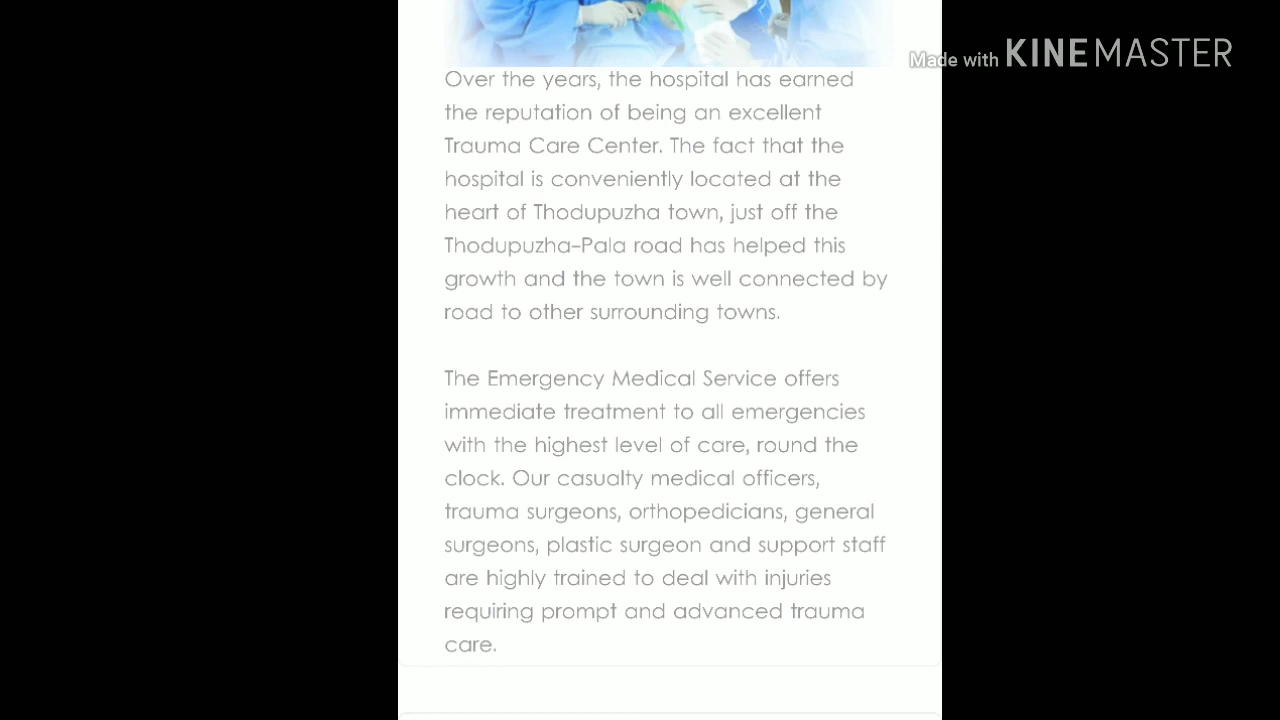 Made with KINEMASTER
Over the years, the hospital has earned
the reputation of being an excellent
Trauma Care Center. The fact that the
hospital is conveniently located at the
heart of Thodupuzha town, just off the
Thodupuzha-Pala road has helped this
growth and the town is well connected by
road to other surrounding towns.
The Emergency Medical Service offers
immediate treatment to all emergencies
with the highest level of care, round the
clock. Our casualty medical officers,
trauma surgeons, orthopedicians, general
surgeons, plastic surgeon and support staff
are highly trained to deal with injuries
requiring prompt and advanced trauma
care.